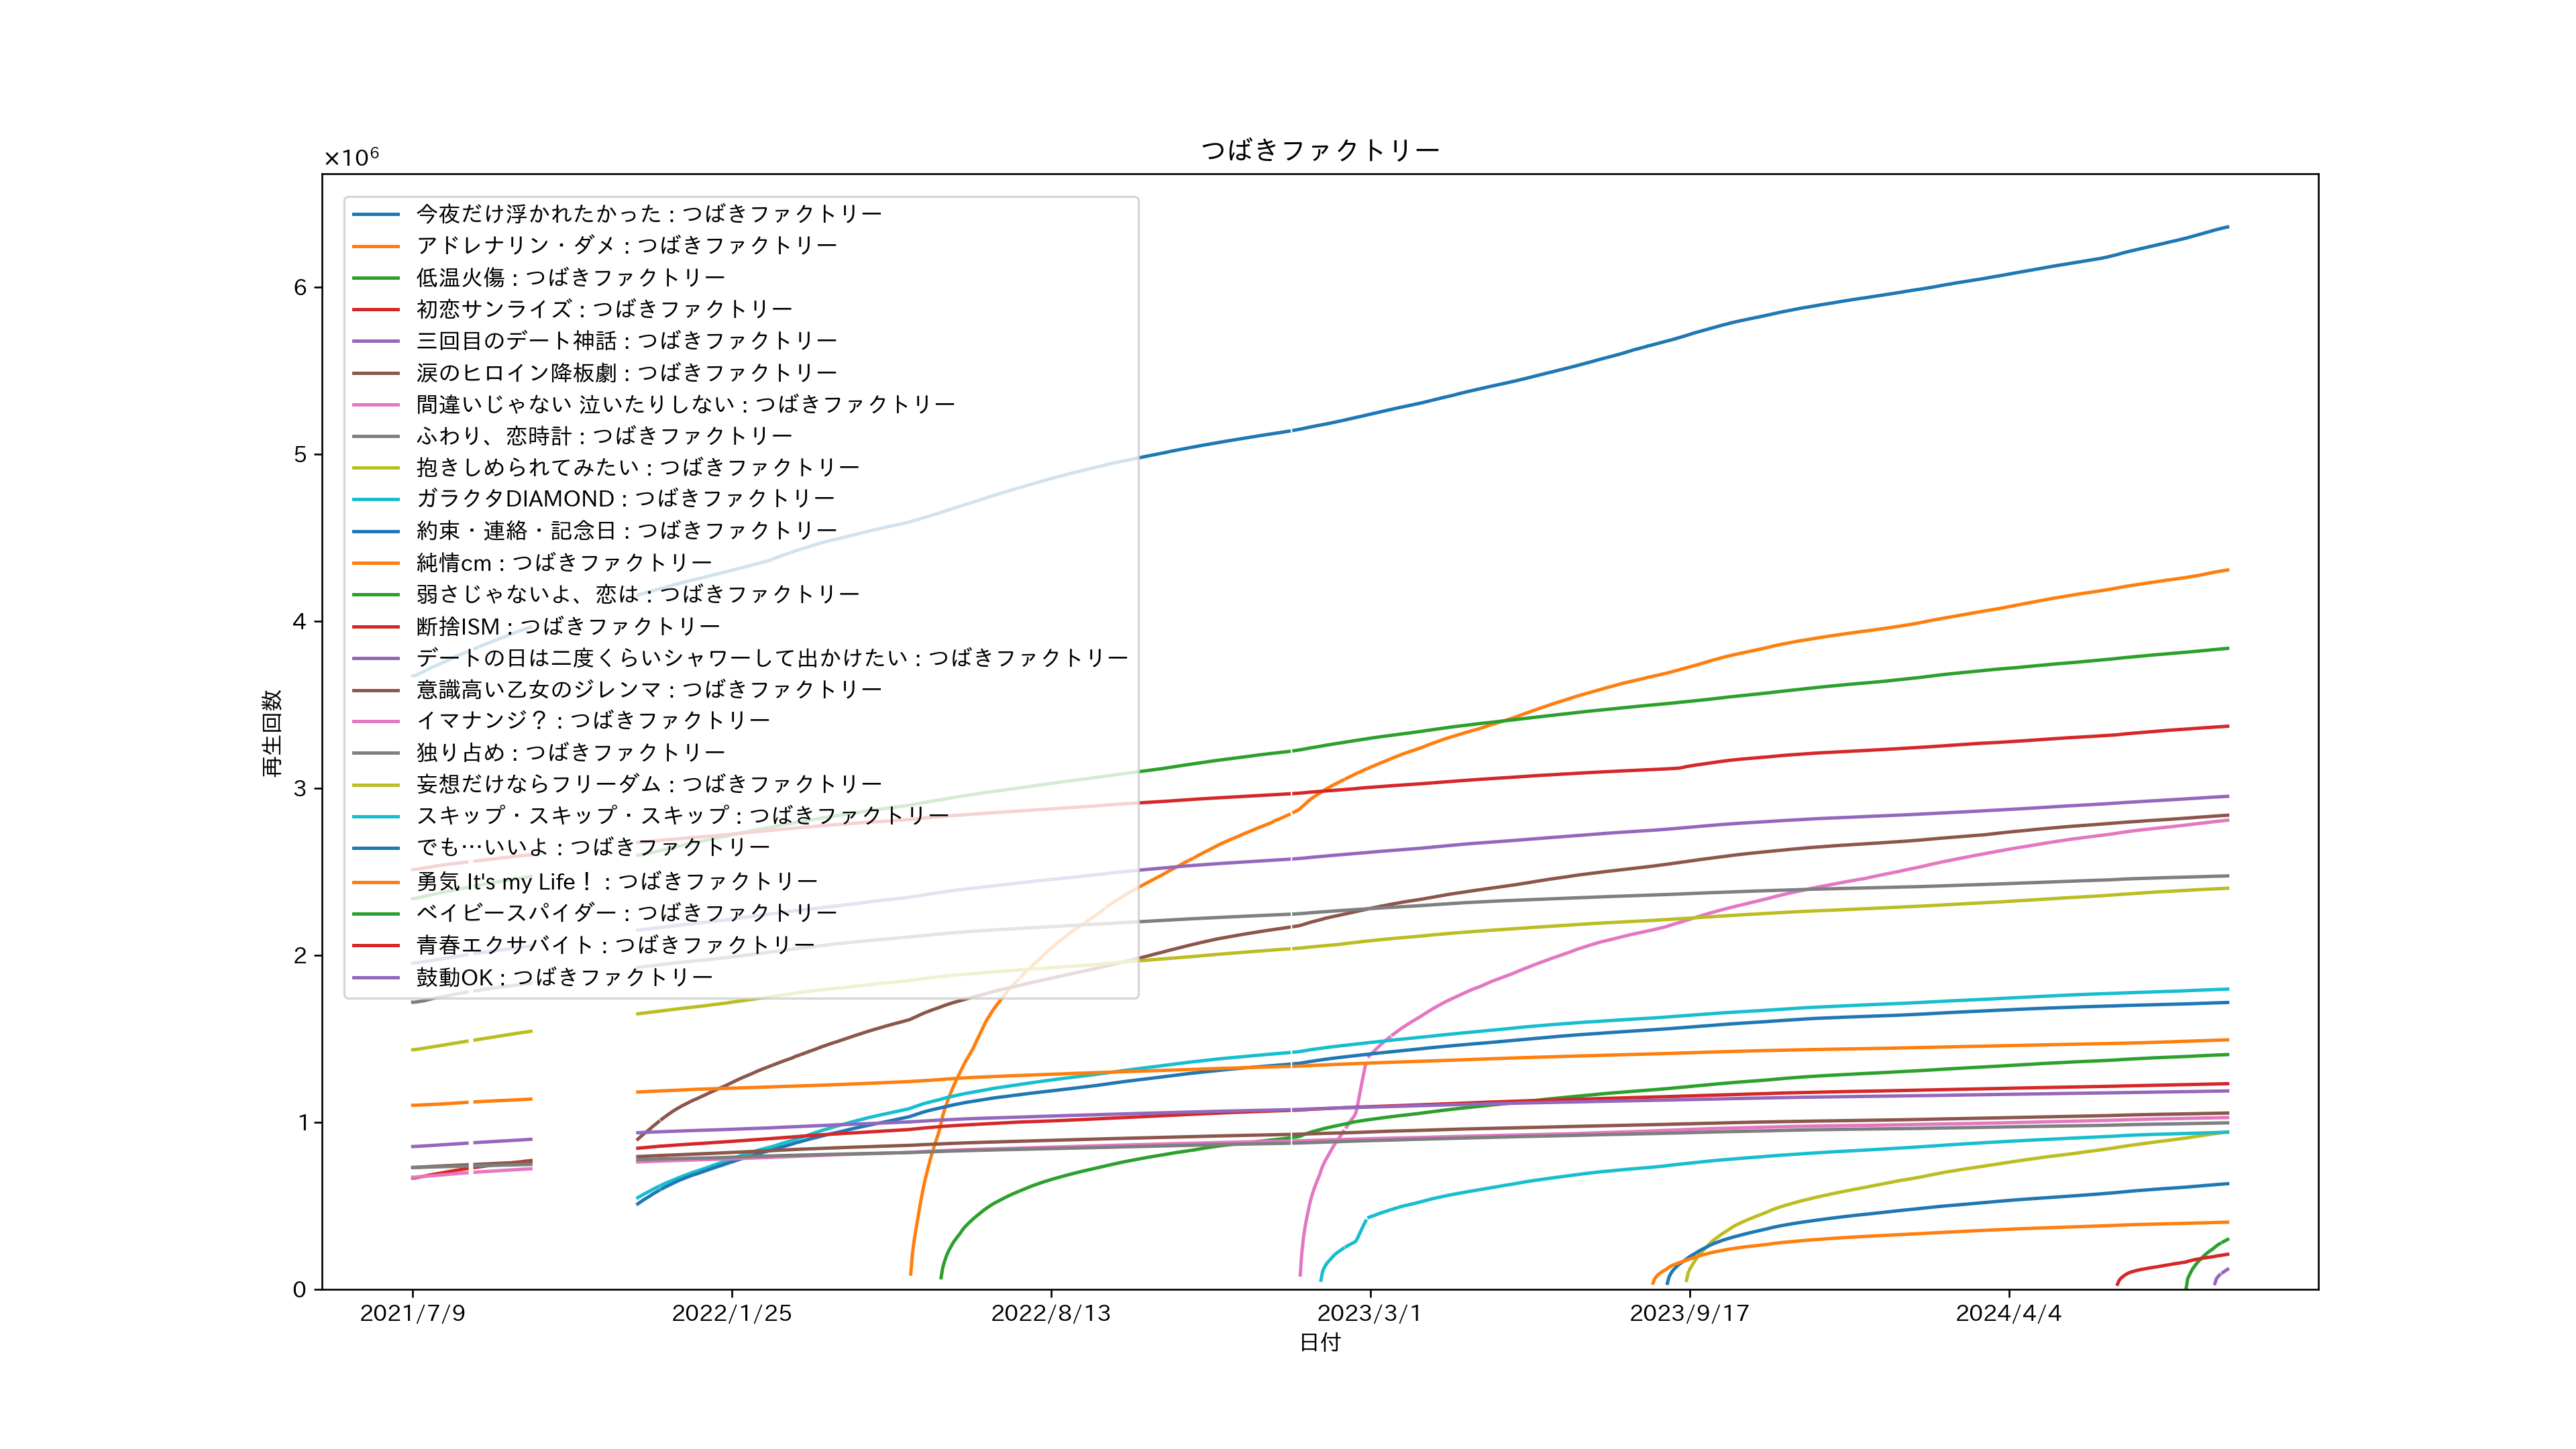 つばきファクトリー
×10⁶
今夜だけ浮かれたかった : つばきファクトリー
アドレナリン・ダメ : つばきファクトリー
低温火傷 : つばきファクトリー
初恋サンライズ : つばきファクトリー
三回目のデート神話 : つばきファクトリー
涙のヒロイン降板劇 : つばきファクトリー
間違いじゃない 泣いたりしない : つばきファクトリー
ふわり、恋時計 : つばきファクトリー
抱きしめられてみたい : つばきファクトリー
ガラクタDIAMOND : つばきファクトリー
約束・連絡・記念日 : つばきファクトリー
純情cm : つばきファクトリー
弱さじゃないよ、恋は : つばきファクトリー
断捨ISM : つばきファクトリー
デートの日は二度くらいシャワーして出かけたい : つばきファクトリー
意識高い乙女のジレンマ : つばきファクトリー
イマナンジ？ : つばきファクトリー
独り占め : つばきファクトリー
妄想だけならフリーダム : つばきファクトリー
スキップ・スキップ・スキップ : つばきファクトリー
でも…いいよ : つばきファクトリー
勇気 It's my Life！ : つばきファクトリー
ベイビースパイダー : つばきファクトリー
青春エクサバイト : つばきファクトリー
鼓動OK : つばきファクトリー
再生回数
6
5
4
3
2
1
0
2021/7/9
2022/1/25
2022/8/13
2023/3/1
2023/9/17
2024/4/4
日付